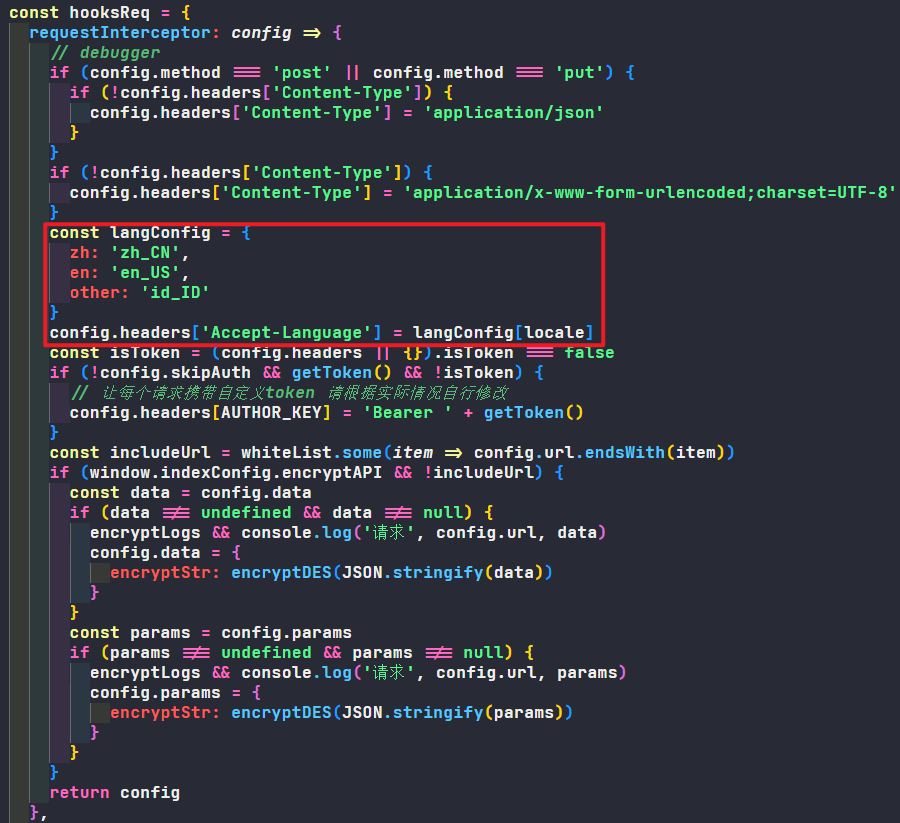 const hooksReq = {
  requestInterceptor: config => {
    // debugger
    if (config.method === 'post' || config.method === 'put') {
      if (!config.headers['Content-Type']) {
        config.headers['Content-Type'] = 'application/json'
      }
    }
    if (!config.headers['Content-Type']) {
      config.headers['Content-Type'] = 'application/x-www-form-urlencoded;charset=UTF-8'
    }
    const langConfig = {
      zh: 'zh_CN',
      en: 'en_US',
      other: 'id_ID'
    }
    config.headers['Accept-Language'] = langConfig[locale]
    const isToken = (config.headers || {}).isToken === false
    if (!config.skipAuth && getToken() && !isToken) {
      // 让每个请求携带自定义token 请根据实际情况自行修改
      config.headers[AUTHOR_KEY] = 'Bearer ' + getToken()
    }
    const includeUrl = whiteList.some(item => config.url.endsWith(item))
    if (window.indexConfig.encryptAPI && !includeUrl) {
      const data = config.data
      if (data !== undefined && data !== null) {
        encryptLogs && console.log('请求', config.url, data)
        config.data = {
          encryptStr: encryptDES(JSON.stringify(data))
        }
      }
      const params = config.params
      if (params !== undefined && params !== null) {
        encryptLogs && console.log('请求', config.url, params)
        config.params = {
          encryptStr: encryptDES(JSON.stringify(params))
        }
      }
    }
    return config
  },